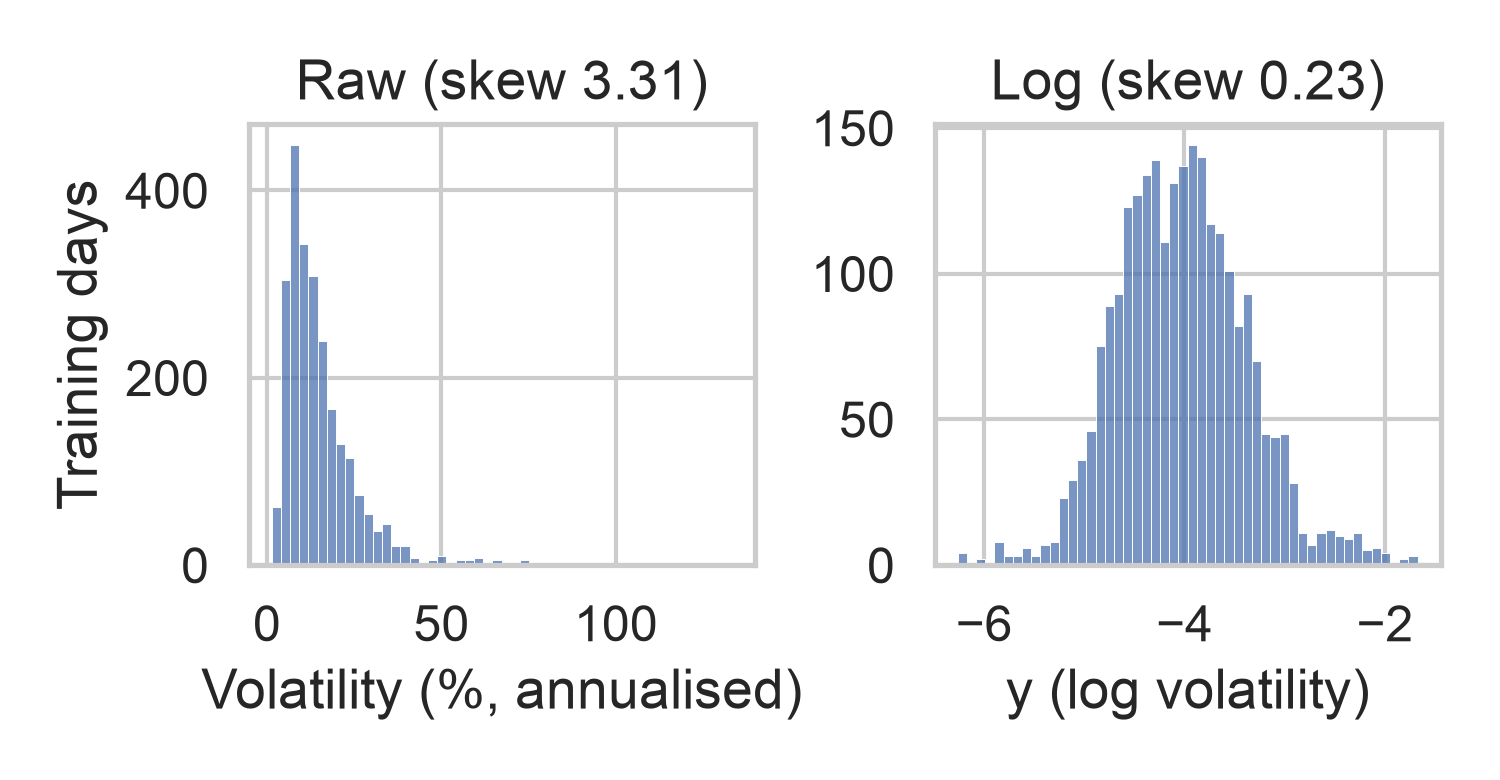 Raw (skew 3.31)
Training days
400
200
0
0 50 100
Volatility (%, annualised)
Log (skew 0.23)
150
100
50
0
−6 −4 −2
y (log volatility)